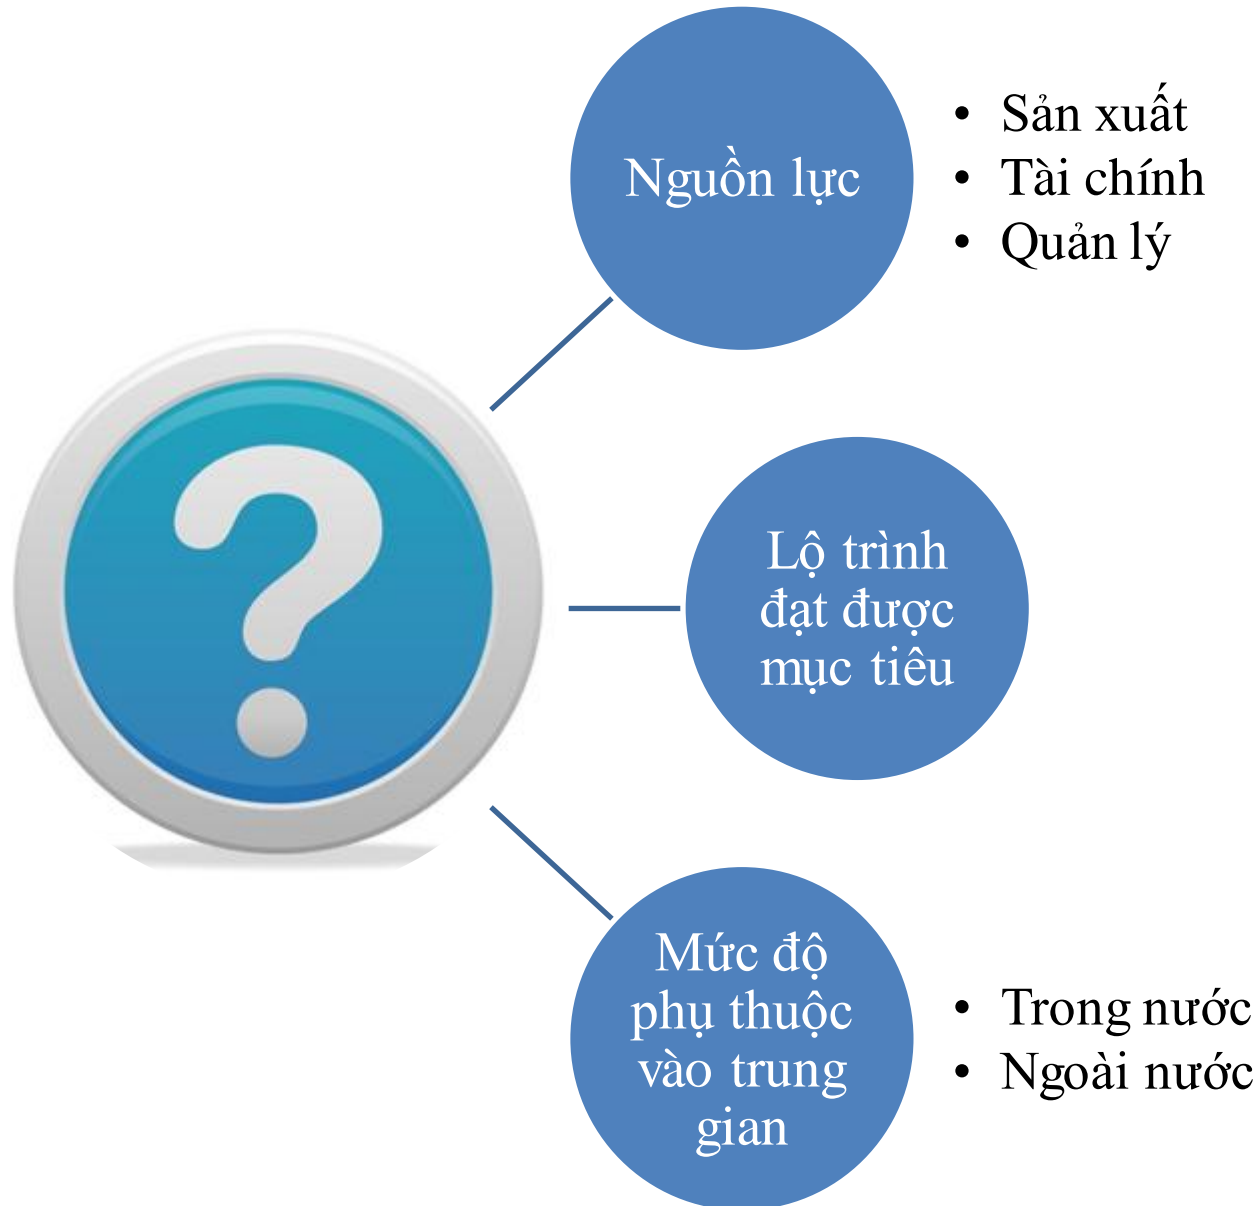 Nguồn lực
• Sản xuất
• Tài chính
• Quản lý
?
Lộ trình
đạt được
mục tiêu
Mức độ
phụ thuộc
vào trung
gian
• Trong nước
• Ngoài nước